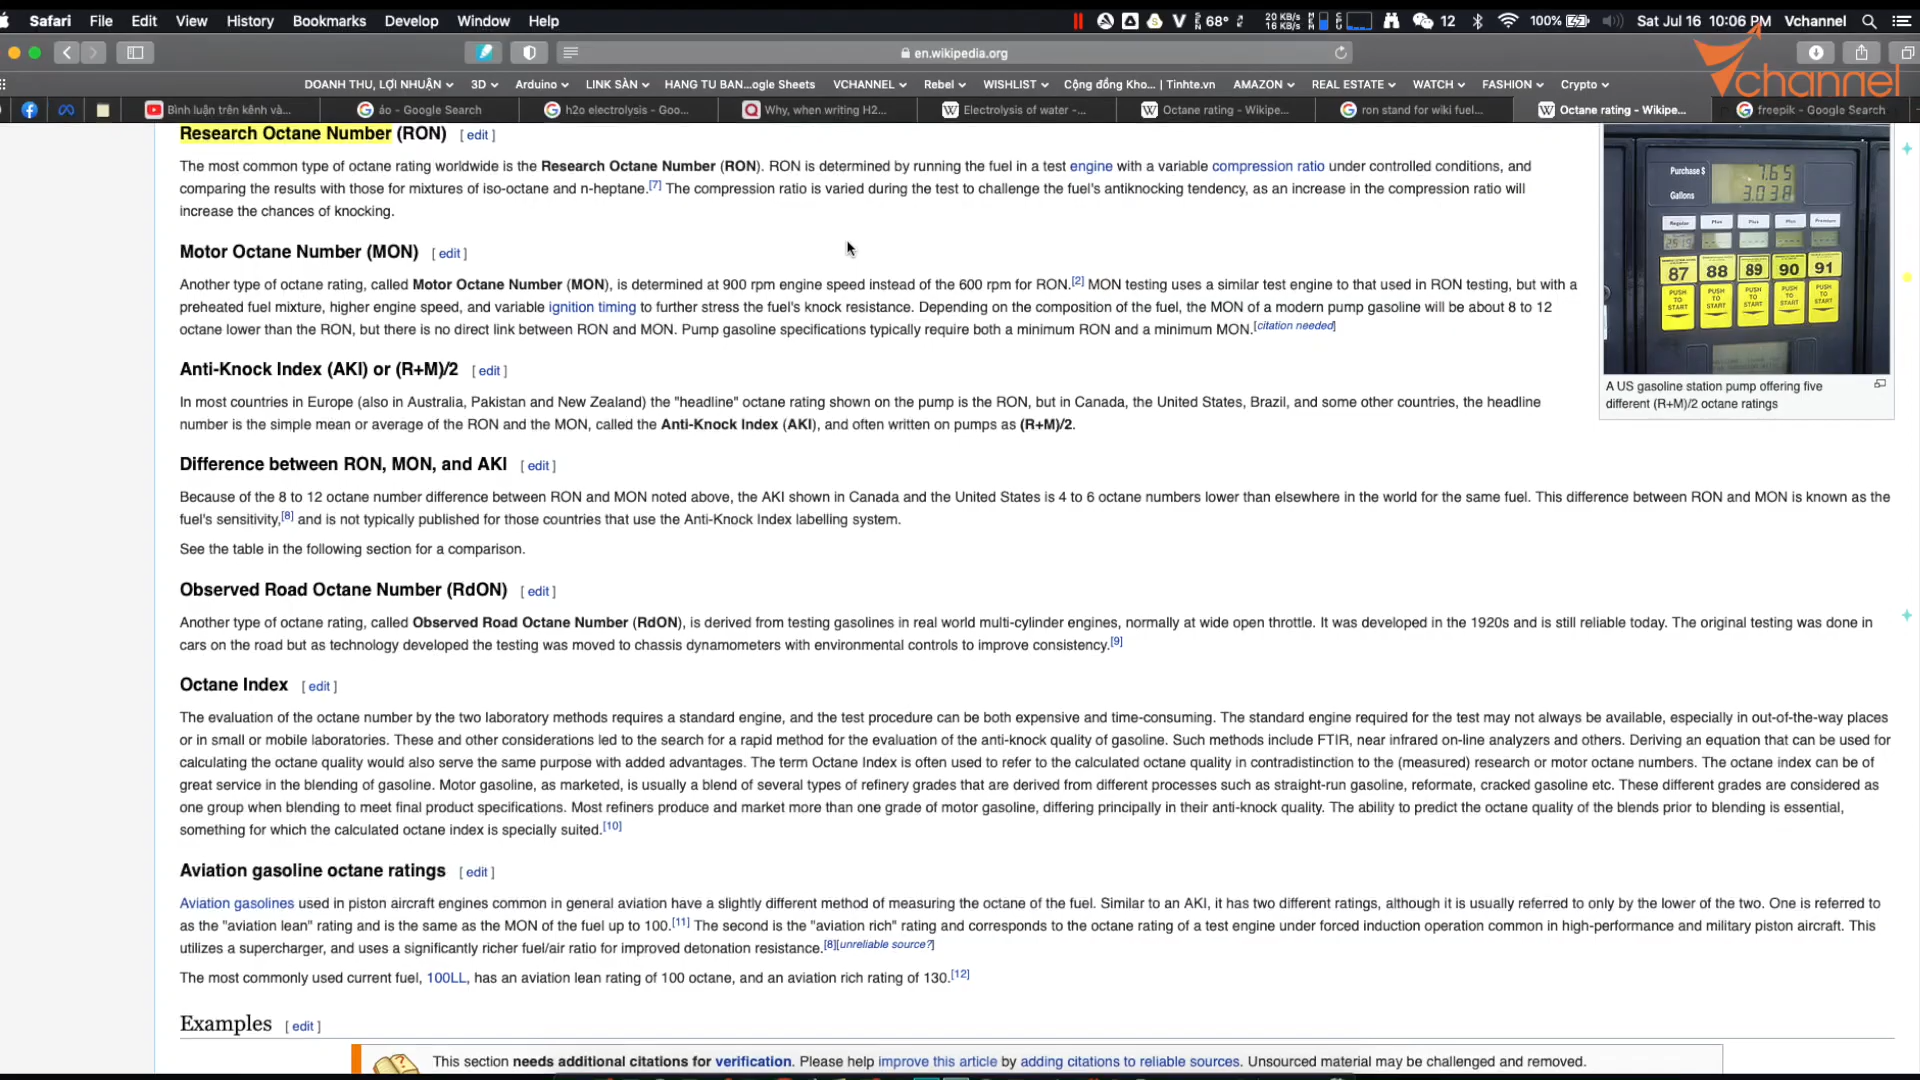 Safari File Edit View History Bookmarks Develop Window Help
68° 20 KB/s 16 KB/s 12 100% Sat Jul 16 10:06 PM Vchannel
en.wikipedia.org
Vchannel
DOANH THU, LỢI NHUẬN 3D Arduino LINK SÀN HANG TU BAN...ogle Sheets VCHANNEL Rebel WISHLIST Cộng đồng Kho... | Tinhte.vn AMAZON REAL ESTATE WATCH FASHION Crypto
Bình luận trên kênh và... áo - Google Search h2o electrolysis - Goo... Why, when writing H2... Electrolysis of water -... Octane rating - Wikipe... ron stand for wiki fuel... Octane rating - Wikipe... freepik - Google Search
Research Octane Number (RON) [ edit ]
The most common type of octane rating worldwide is the Research Octane Number (RON). RON is determined by running the fuel in a test engine with a variable compression ratio under controlled conditions, and
comparing the results with those for mixtures of iso-octane and n-heptane.[7] The compression ratio is varied during the test to challenge the fuel's antiknocking tendency, as an increase in the compression ratio will
increase the chances of knocking.
Motor Octane Number (MON) [ edit ]
Another type of octane rating, called Motor Octane Number (MON), is determined at 900 rpm engine speed instead of the 600 rpm for RON.[2] MON testing uses a similar test engine to that used in RON testing, but with a
preheated fuel mixture, higher engine speed, and variable ignition timing to further stress the fuel's knock resistance. Depending on the composition of the fuel, the MON of a modern pump gasoline will be about 8 to 12
octane lower than the RON, but there is no direct link between RON and MON. Pump gasoline specifications typically require both a minimum RON and a minimum MON.[citation needed]
Anti-Knock Index (AKI) or (R+M)/2 [ edit ]
In most countries in Europe (also in Australia, Pakistan and New Zealand) the "headline" octane rating shown on the pump is the RON, but in Canada, the United States, Brazil, and some other countries, the headline
number is the simple mean or average of the RON and the MON, called the Anti-Knock Index (AKI), and often written on pumps as (R+M)/2.
Purchase $ 7.65
Gallons 3.038
Regular Plus Plus Plus Premium
87 88 89 90 91
PUSH TO START PUSH TO START PUSH TO START PUSH TO START PUSH TO START
A US gasoline station pump offering five
different (R+M)/2 octane ratings
Difference between RON, MON, and AKI [ edit ]
Because of the 8 to 12 octane number difference between RON and MON noted above, the AKI shown in Canada and the United States is 4 to 6 octane numbers lower than elsewhere in the world for the same fuel. This difference between RON and MON is known as the
fuel's sensitivity,[8] and is not typically published for those countries that use the Anti-Knock Index labelling system.
See the table in the following section for a comparison.
Observed Road Octane Number (RdON) [ edit ]
Another type of octane rating, called Observed Road Octane Number (RdON), is derived from testing gasolines in real world multi-cylinder engines, normally at wide open throttle. It was developed in the 1920s and is still reliable today. The original testing was done in
cars on the road but as technology developed the testing was moved to chassis dynamometers with environmental controls to improve consistency.[9]
Octane Index [ edit ]
The evaluation of the octane number by the two laboratory methods requires a standard engine, and the test procedure can be both expensive and time-consuming. The standard engine required for the test may not always be available, especially in out-of-the-way places
or in small or mobile laboratories. These and other considerations led to the search for a rapid method for the evaluation of the anti-knock quality of gasoline. Such methods include FTIR, near infrared on-line analyzers and others. Deriving an equation that can be used for
calculating the octane quality would also serve the same purpose with added advantages. The term Octane Index is often used to refer to the calculated octane quality in contradistinction to the (measured) research or motor octane numbers. The octane index can be of
great service in the blending of gasoline. Motor gasoline, as marketed, is usually a blend of several types of refinery grades that are derived from different processes such as straight-run gasoline, reformate, cracked gasoline etc. These different grades are considered as
one group when blending to meet final product specifications. Most refiners produce and market more than one grade of motor gasoline, differing principally in their anti-knock quality. The ability to predict the octane quality of the blends prior to blending is essential,
something for which the calculated octane index is specially suited.[10]
Aviation gasoline octane ratings [ edit ]
Aviation gasolines used in piston aircraft engines common in general aviation have a slightly different method of measuring the octane of the fuel. Similar to an AKI, it has two different ratings, although it is usually referred to only by the lower of the two. One is referred to
as the "aviation lean" rating and is the same as the MON of the fuel up to 100.[11] The second is the "aviation rich" rating and corresponds to the octane rating of a test engine under forced induction operation common in high-performance and military piston aircraft. This
utilizes a supercharger, and uses a significantly richer fuel/air ratio for improved detonation resistance.[8][unreliable source?]
The most commonly used current fuel, 100LL, has an aviation lean rating of 100 octane, and an aviation rich rating of 130.[12]
Examples [ edit ]
This section needs additional citations for verification. Please help improve this article by adding citations to reliable sources. Unsourced material may be challenged and removed.